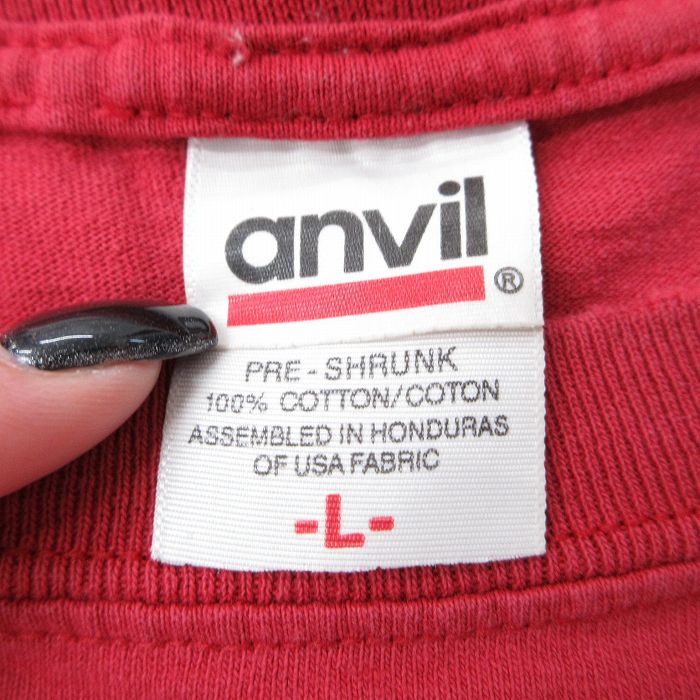 anvil®
PRE-SHRUNK
100% COTTON/COTON
ASSEMBLED IN HONDURAS
OF USA FABRIC
-L-